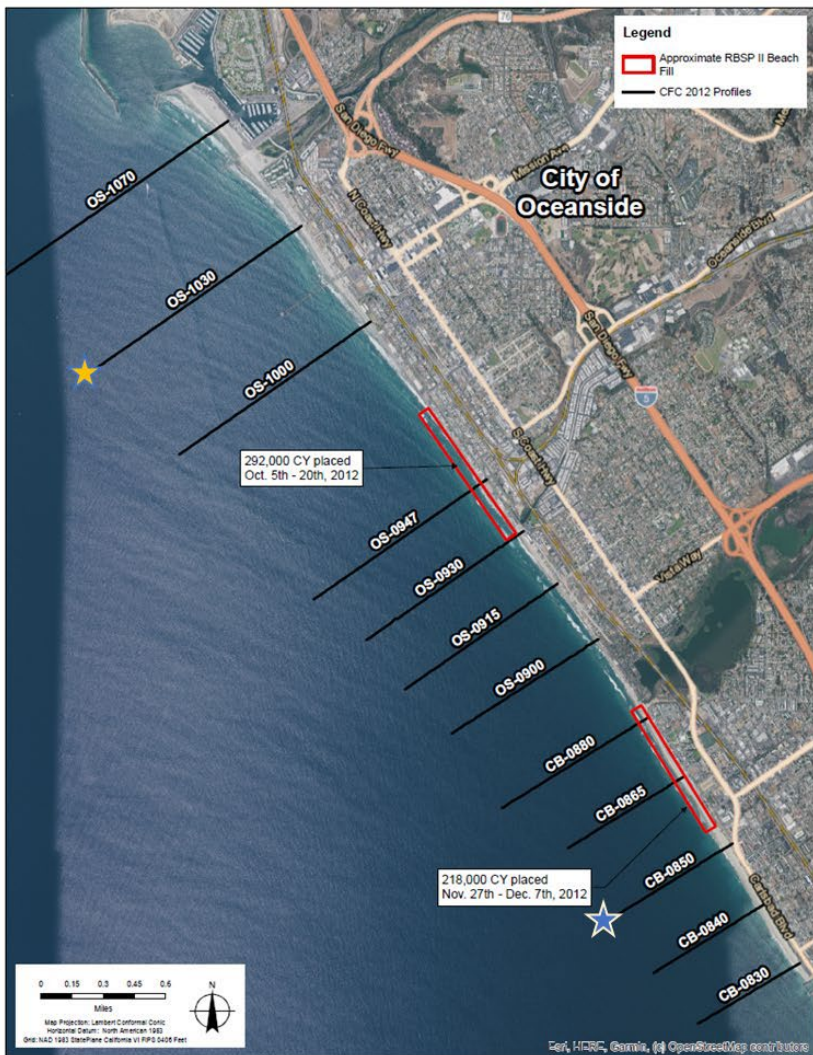 Legend
Approximate RBSP II Beach
Fill
CFC 2012 Profiles
76
San Diego Fwy
Mission Ave
City of
Oceanside
N Coast Hwy
Oceanside Blvd
OS-1070
OS-1030
OS-1000
San Diego Fwy
5
S Coast Hwy
292,000 CY placed
Oct. 5th - 20th, 2012
OS-0947
OS-0930
OS-0915
OS-0900
Vista Way
CB-0880
CB-0865
CB-0850
218,000 CY placed
Nov. 27th - Dec. 7th, 2012
CB-0840
CB-0830
Carlsbad Blvd
0 0.15 0.3 0.45 0.6
Miles
N
Map Projection: Lambert Conformal Conic
Horizontal Datum: North American 1983
Grid: NAD 1983 StatePlane California VI FIPS 0406 Feet
Esri, HERE, Garmin, (c) OpenStreetMap contributors